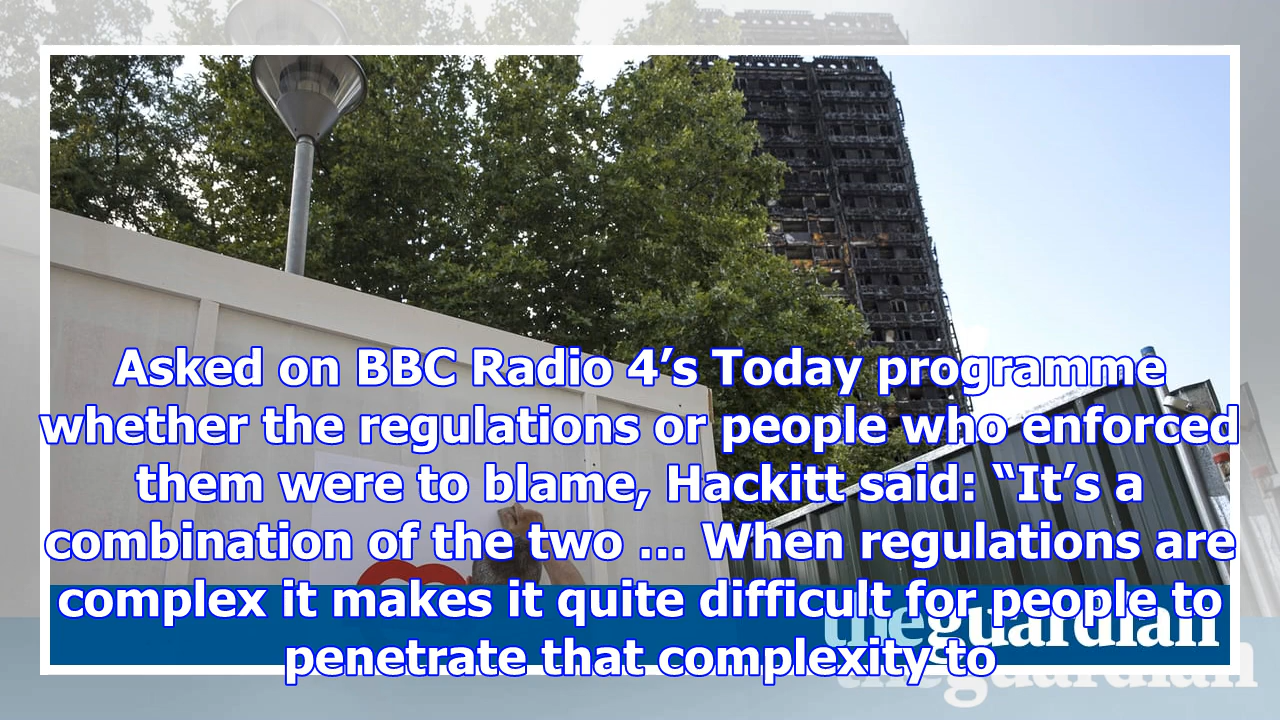 Asked on BBC Radio 4’s Today programme
whether the regulations or people who enforced
them were to blame, Hackitt said: “It’s a
combination of the two ... When regulations are
complex it makes it quite difficult for people to
penetrate that complexity to
theguardian
theguardian